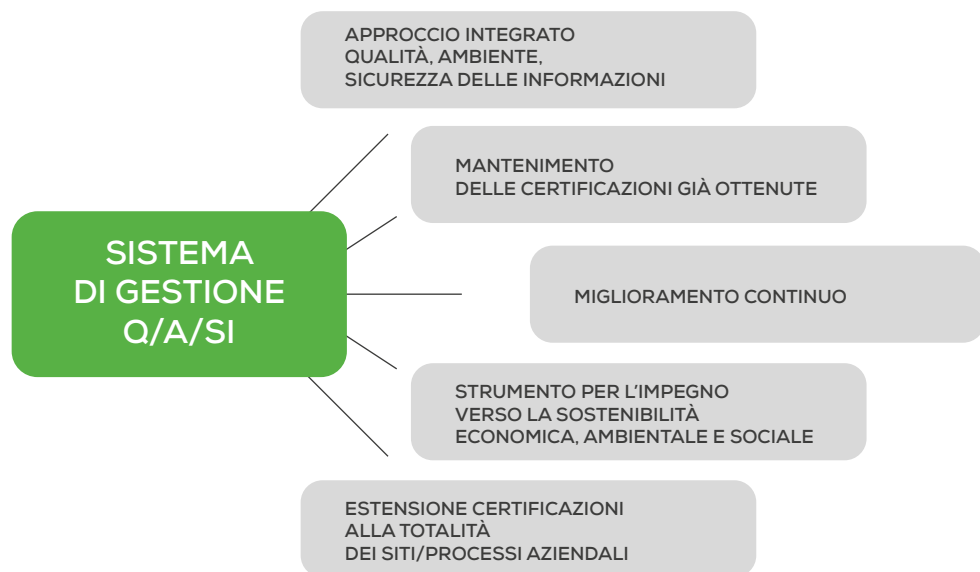 APPROCCIO INTEGRATO
QUALITÀ, AMBIENTE,
SICUREZZA DELLE INFORMAZIONI
MANTENIMENTO
DELLE CERTIFICAZIONI GIÀ OTTENUTE
SISTEMA
DI GESTIONE
Q/A/SI
MIGLIORAMENTO CONTINUO
STRUMENTO PER L'IMPEGNO
VERSO LA SOSTENIBILITÀ
ECONOMICA, AMBIENTALE E SOCIALE
ESTENSIONE CERTIFICAZIONI
ALLA TOTALITÀ
DEI SITI/PROCESSI AZIENDALI